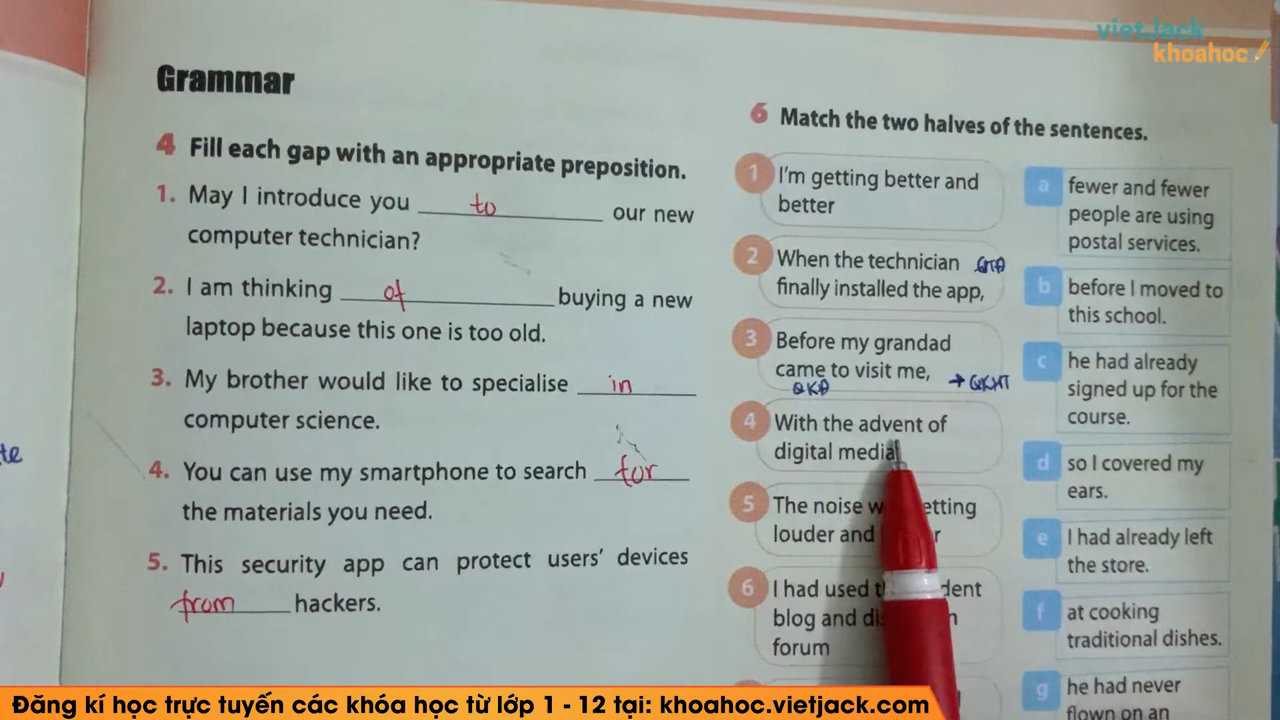 vietJack
khoahoc
Grammar
4 Fill each gap with an appropriate preposition.
1. May I introduce you to our new
computer technician?
2. I am thinking of buying a new
laptop because this one is too old.
3. My brother would like to specialise in
computer science.
4. You can use my smartphone to search for
the materials you need.
5. This security app can protect users' devices
from hackers.
6 Match the two halves of the sentences.
1 I'm getting better and
better
2 When the technician
finally installed the app,
3 Before my grandad
came to visit me,
QKĐ → QKHT
4 With the advent of
digital media
5 The noise etting
louder and
6 I had used
blog and
forum
a fewer and fewer
people are using
postal services.
b before I moved to
this school.
c he had already
signed up for the
course.
d so I covered my
ears.
e I had already left
the store.
f at cooking
traditional dishes.
g he had never
flown on an
te
Đăng kí học trực tuyến các khóa học từ lớp 1 - 12 tại: khoahoc.vietjack.com